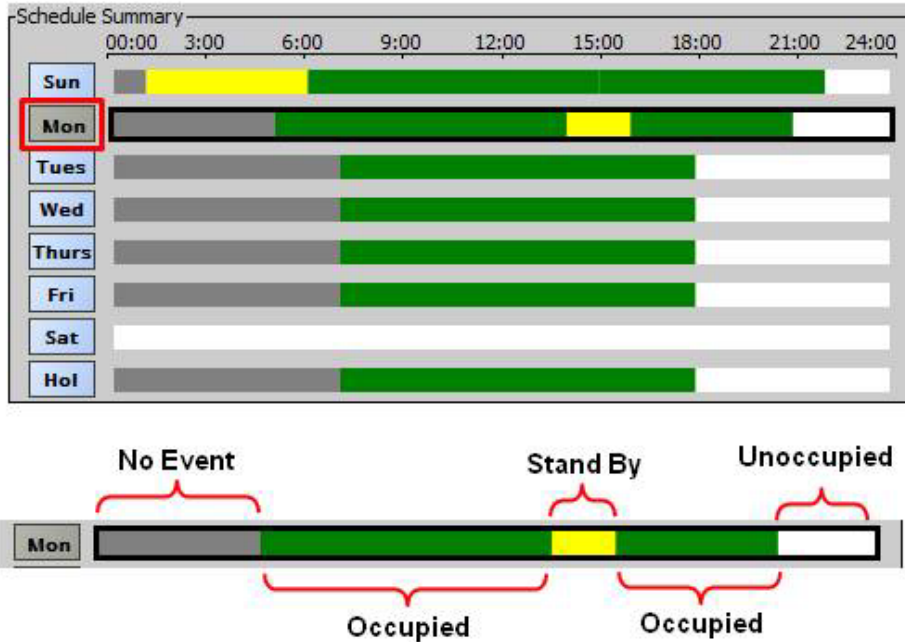 Schedule Summary
00:00 3:00 6:00 9:00 12:00 15:00 18:00 21:00 24:00
Sun
Mon
Tues
Wed
Thurs
Fri
Sat
Hol
No Event
Stand By
Unoccupied
Mon
Occupied
Occupied